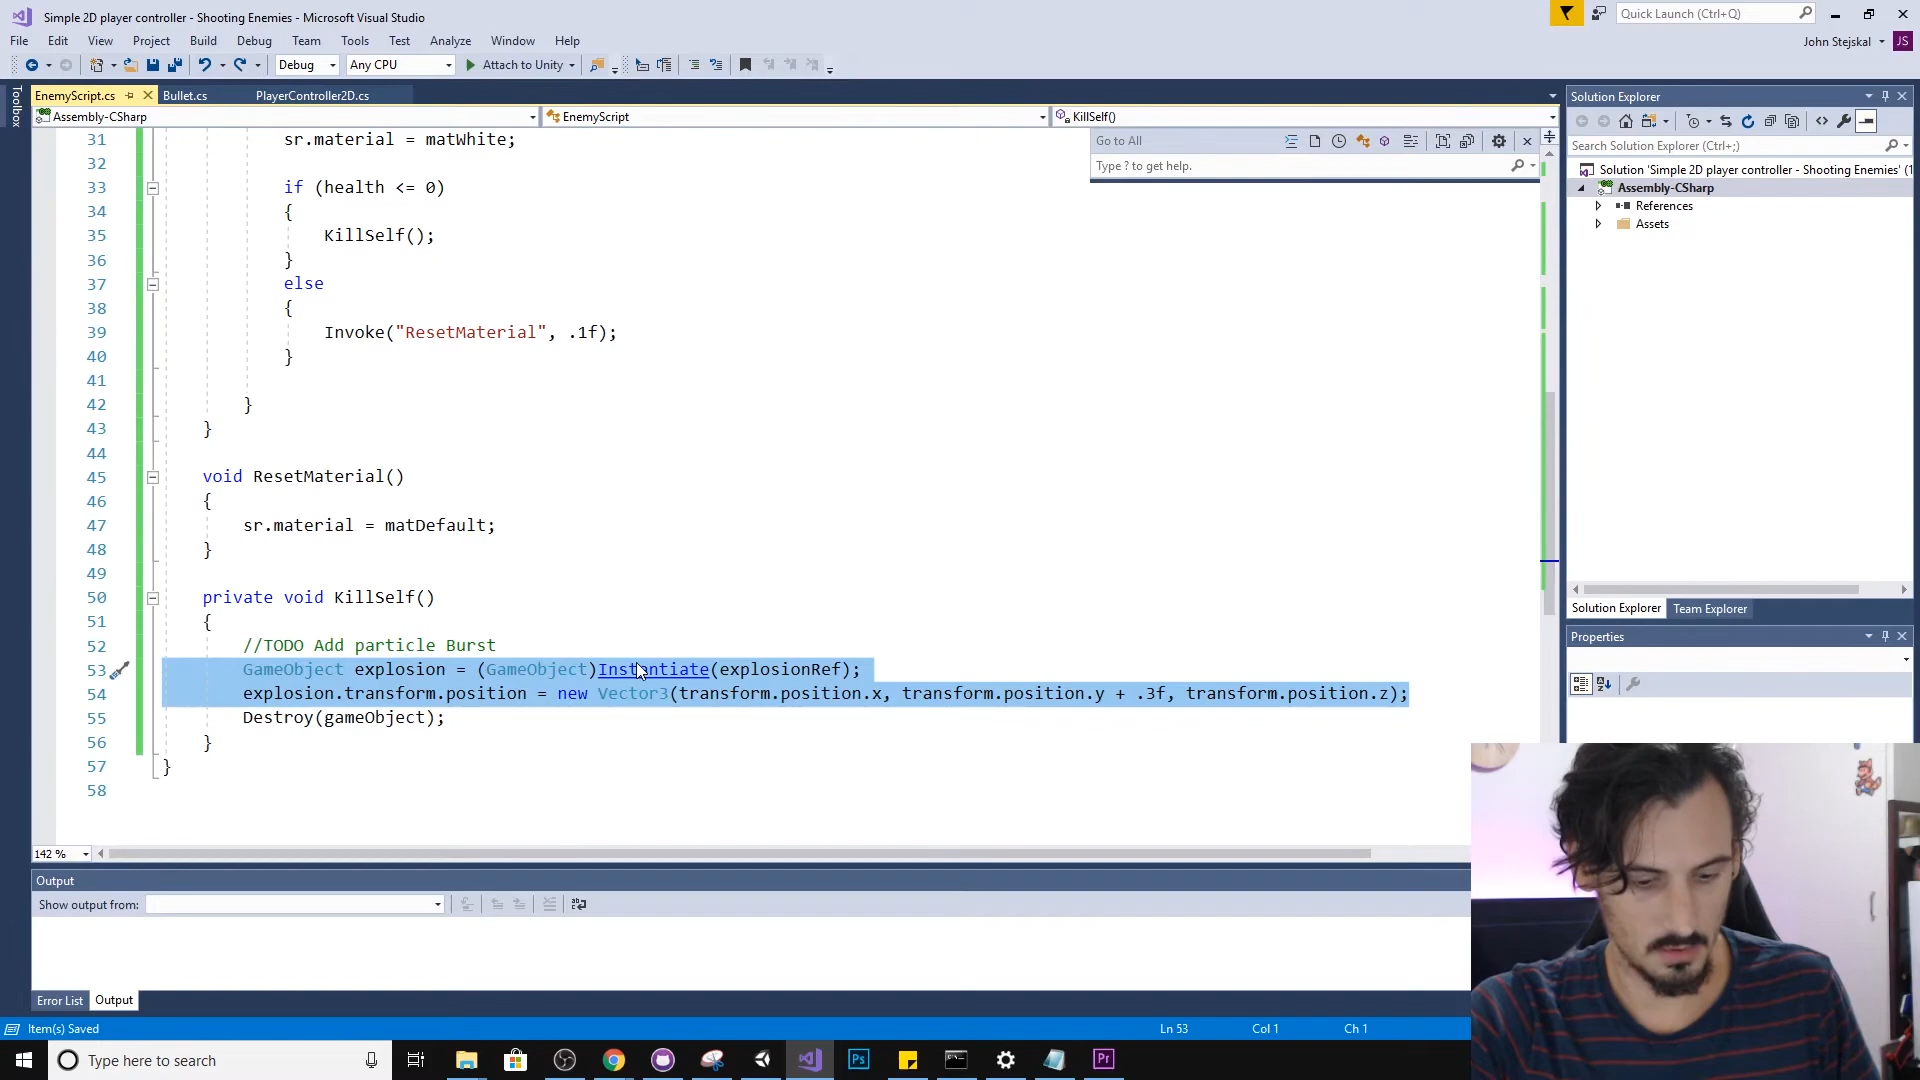 Simple 2D player controller - Shooting Enemies - Microsoft Visual Studio
Quick Launch (Ctrl+Q)
File Edit View Project Build Debug Team Tools Test Analyze Window Help
John Stejskal JS
Debug Any CPU Attach to Unity
Toolbox
EnemyScript.cs Bullet.cs PlayerController2D.cs
Assembly-CSharp EnemyScript KillSelf()
Go to All
Type ? to get help.
31 sr.material = matWhite;
32
33 if (health <= 0)
34 {
35 KillSelf();
36 }
37 else
38 {
39 Invoke("ResetMaterial", .1f);
40 }
41
42 }
43 }
44
45 void ResetMaterial()
46 {
47 sr.material = matDefault;
48 }
49
50 private void KillSelf()
51 {
52 //TODO Add particle Burst
53 GameObject explosion = (GameObject)Instantiate(explosionRef);
54 explosion.transform.position = new Vector3(transform.position.x, transform.position.y + .3f, transform.position.z);
55 Destroy(gameObject);
56 }
57 }
58
142 %
Output
Show output from:
Error List Output
Item(s) Saved Ln 53 Col 1 Ch 1
Solution Explorer
Search Solution Explorer (Ctrl+;)
Solution 'Simple 2D player controller - Shooting Enemies' (1
Assembly-CSharp
References
Assets
Solution Explorer Team Explorer
Properties
Type here to search
Ps
Pr